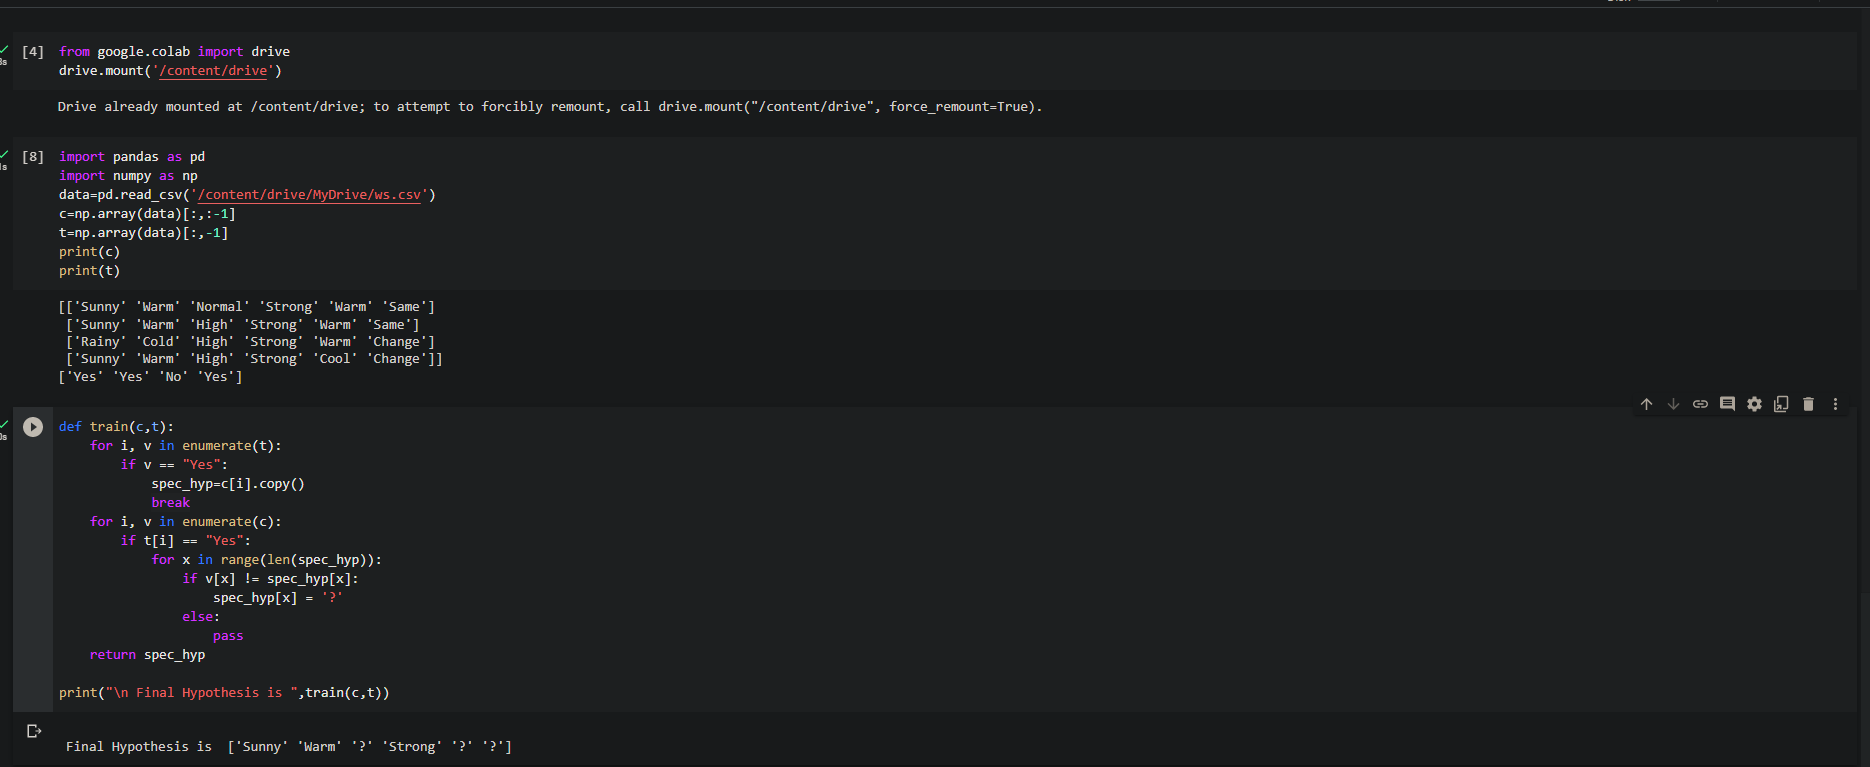 [4] from google.colab import drive
drive.mount('/content/drive')
Drive already mounted at /content/drive; to attempt to forcibly remount, call drive.mount("/content/drive", force_remount=True).
[8] import pandas as pd
import numpy as np
data=pd.read_csv('/content/drive/MyDrive/ws.csv')
c=np.array(data)[:,:-1]
t=np.array(data)[:,-1]
print(c)
print(t)
[['Sunny' 'Warm' 'Normal' 'Strong' 'Warm' 'Same']
 ['Sunny' 'Warm' 'High' 'Strong' 'Warm' 'Same']
 ['Rainy' 'Cold' 'High' 'Strong' 'Warm' 'Change']
 ['Sunny' 'Warm' 'High' 'Strong' 'Cool' 'Change']]
['Yes' 'Yes' 'No' 'Yes']
def train(c,t):
    for i, v in enumerate(t):
        if v == "Yes":
            spec_hyp=c[i].copy()
            break
    for i, v in enumerate(c):
        if t[i] == "Yes":
            for x in range(len(spec_hyp)):
                if v[x] != spec_hyp[x]:
                    spec_hyp[x] = '?'
                else:
                    pass
    return spec_hyp
print("\n Final Hypothesis is ",train(c,t))
Final Hypothesis is  ['Sunny' 'Warm' '?' 'Strong' '?' '?']